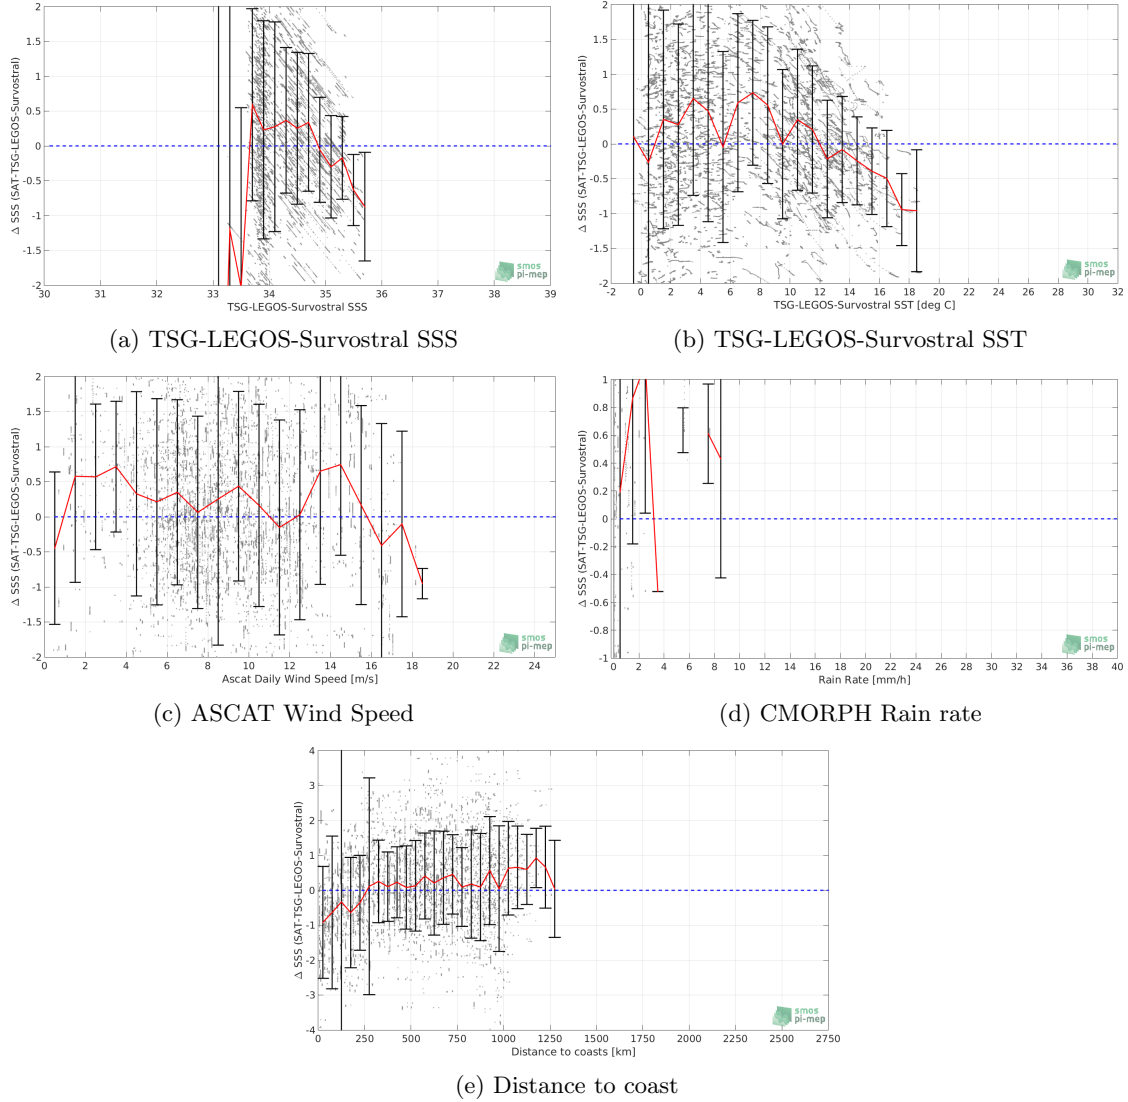 2
1.5
1
0.5
0
-0.5
-1
-1.5
-2
Δ SSS (SAT-TSG-LEGOS-Survostral)
30 31 32 33 34 35 36 37 38 39
TSG-LEGOS-Survostral SSS
smos
pi-mep
(a) TSG-LEGOS-Survostral SSS
2
1.5
1
0.5
0
-0.5
-1
-1.5
-2
Δ SSS (SAT-TSG-LEGOS-Survostral)
-2 0 2 4 6 8 10 12 14 16 18 20 22 24 26 28 30 32
TSG-LEGOS-Survostral SST [deg C]
smos
pi-mep
(b) TSG-LEGOS-Survostral SST
2
1.5
1
0.5
0
-0.5
-1
-1.5
-2
Δ SSS (SAT-TSG-LEGOS-Survostral)
0 2 4 6 8 10 12 14 16 18 20 22 24
Ascat Daily Wind Speed [m/s]
smos
pi-mep
(c) ASCAT Wind Speed
1
0.8
0.6
0.4
0.2
0
-0.2
-0.4
-0.6
-0.8
-1
Δ SSS (SAT-TSG-LEGOS-Survostral)
0 2 4 6 8 10 12 14 16 18 20 22 24 26 28 30 32 34 36 38 40
Rain Rate [mm/h]
smos
pi-mep
(d) CMORPH Rain rate
4
3
2
1
0
-1
-2
-3
-4
Δ SSS (SAT-TSG-LEGOS-Survostral)
0 250 500 750 1000 1250 1500 1750 2000 2250 2500 2750
Distance to coasts [km]
smos
pi-mep
(e) Distance to coast